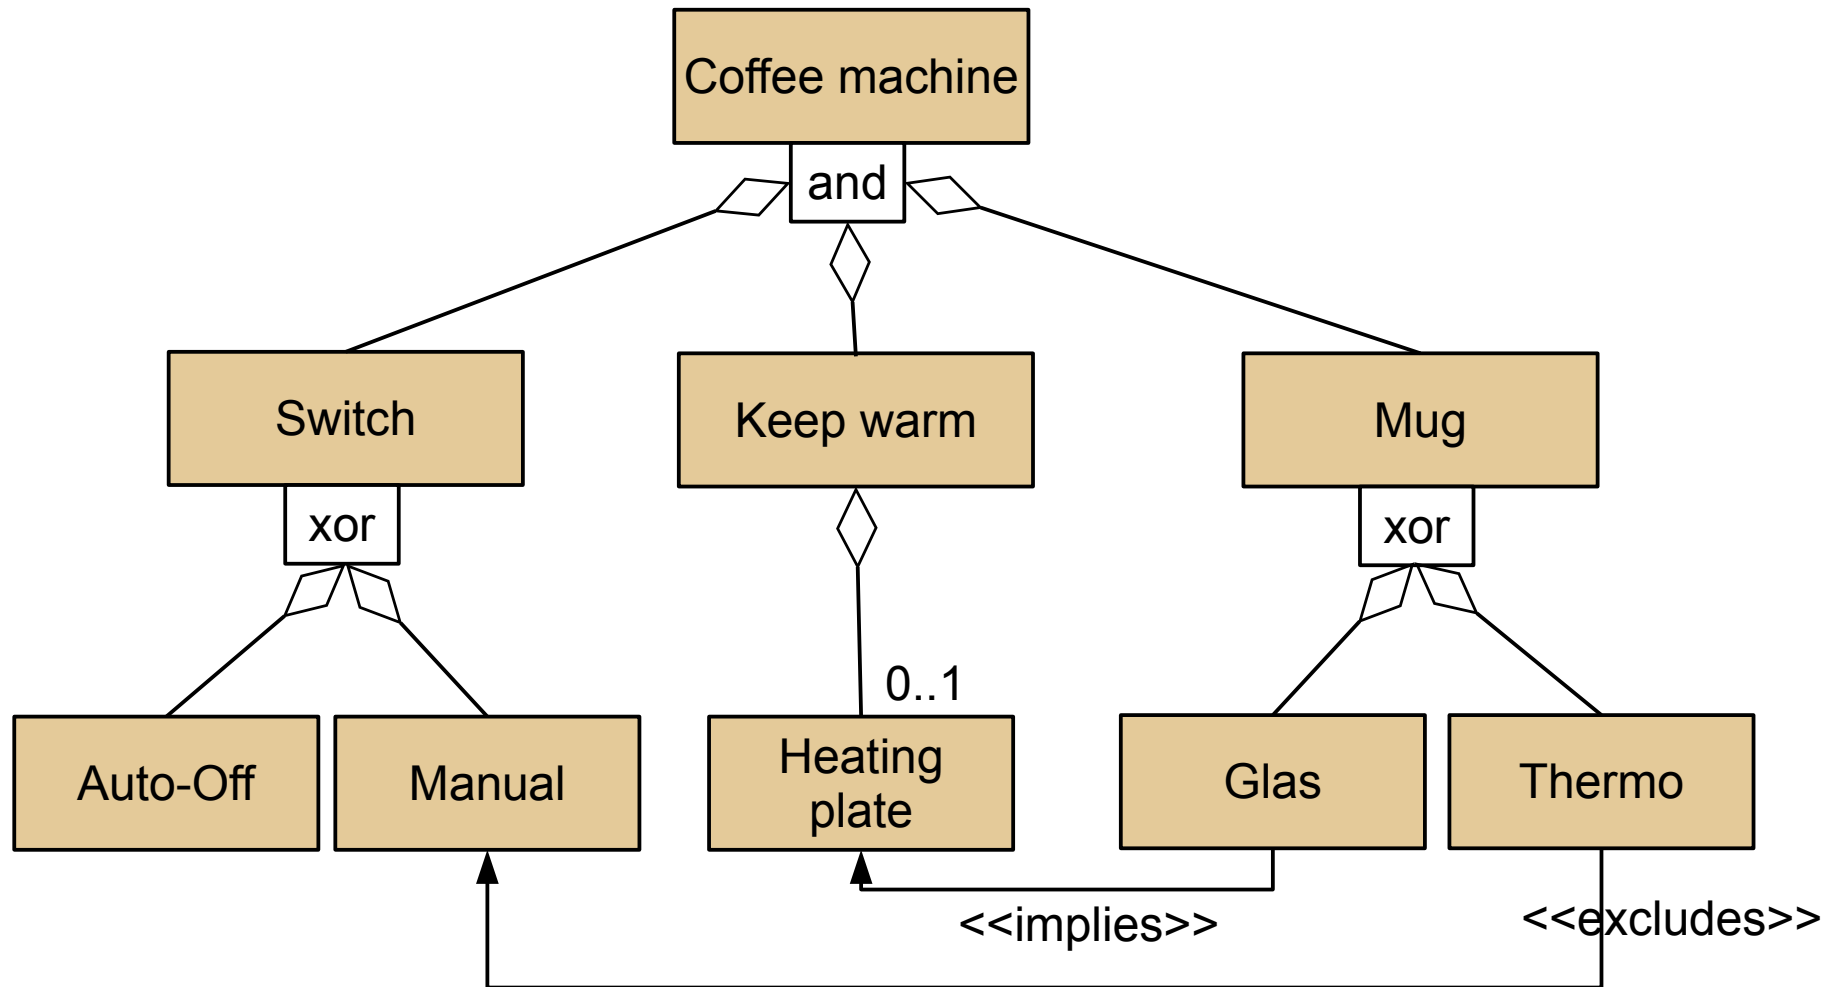 Coffee machine
and
Switch
Keep warm
Mug
xor
xor
0..1
Auto-Off
Manual
Heating
plate
Glas
Thermo
<<implies>>
<<excludes>>